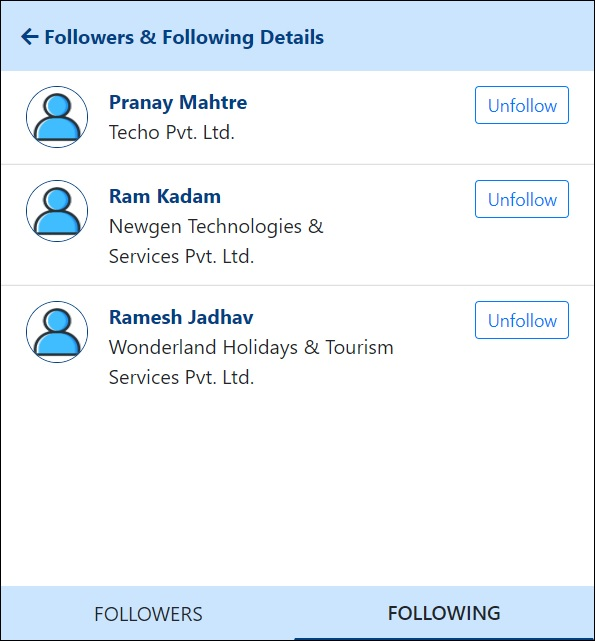 Followers & Following Details
Pranay Mahtre
Techo Pvt. Ltd.
Unfollow
Ram Kadam
Newgen Technologies &
Services Pvt. Ltd.
Unfollow
Ramesh Jadhav
Wonderland Holidays & Tourism
Services Pvt. Ltd.
Unfollow
FOLLOWERS
FOLLOWING